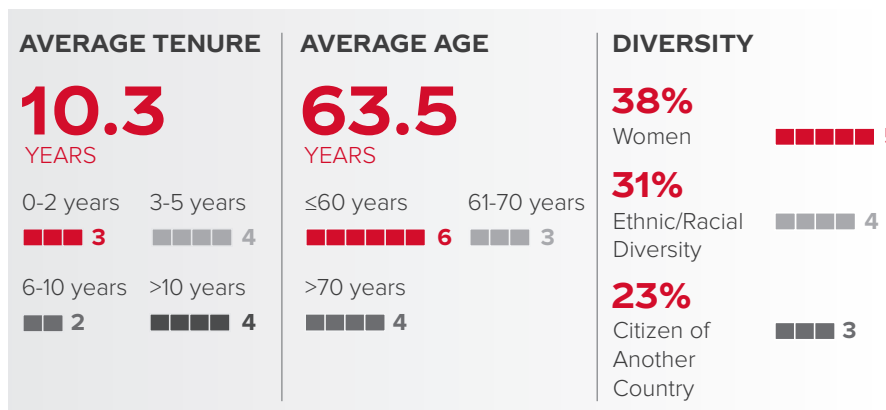 AVERAGE TENURE
10.3
YEARS
0-2 years 3-5 years
3 4
6-10 years >10 years
2 4
AVERAGE AGE
63.5
YEARS
≤60 years 61-70 years
6 3
>70 years
4
DIVERSITY
38%
Women
31%
Ethnic/Racial
Diversity
4
23%
Citizen of
Another
Country
3